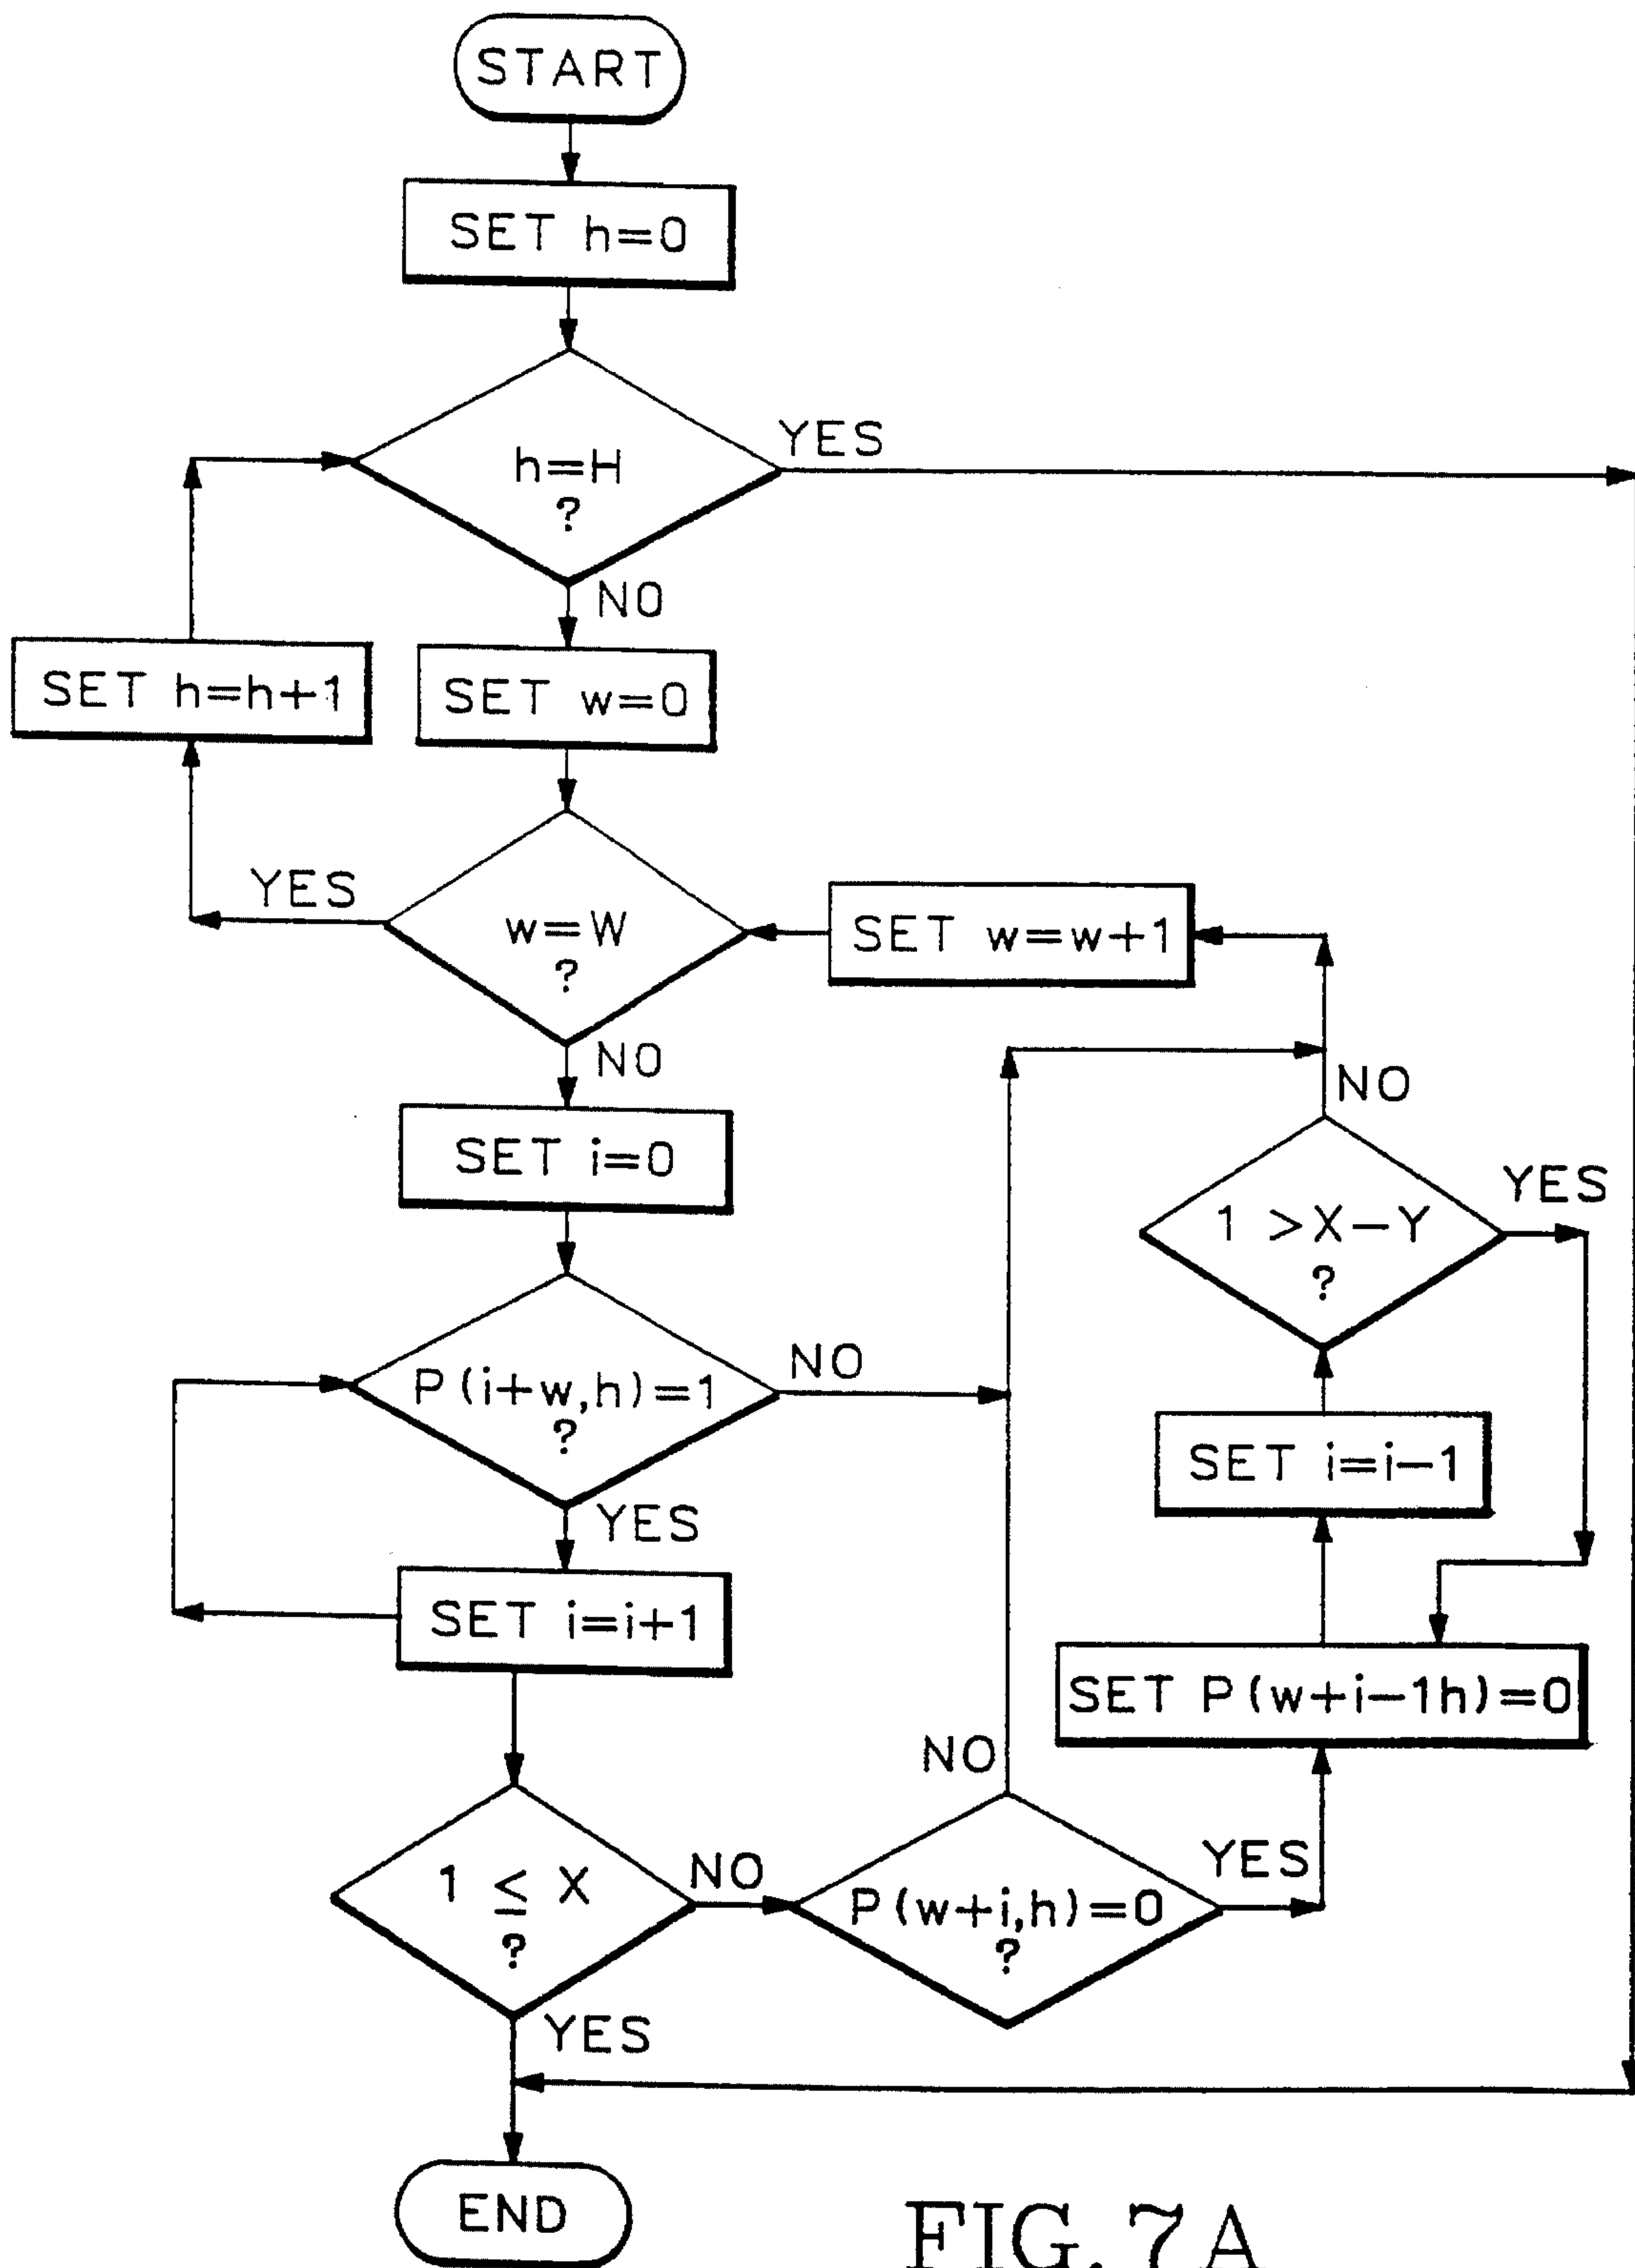 START
SET h=0
h=H
?
YES
NO
SET h=h+1
SET w=0
YES
w=W
?
SET w=w+1
NO
SET i=0
NO
1 >X-Y
?
YES
P(i+w,h)=1
?
NO
SET i=i-1
YES
SET i=i+1
SET P(w+i-1h)=0
NO
1 ≤ X
?
NO
P(w+i,h)=0
?
YES
YES
END
FIG. 7A